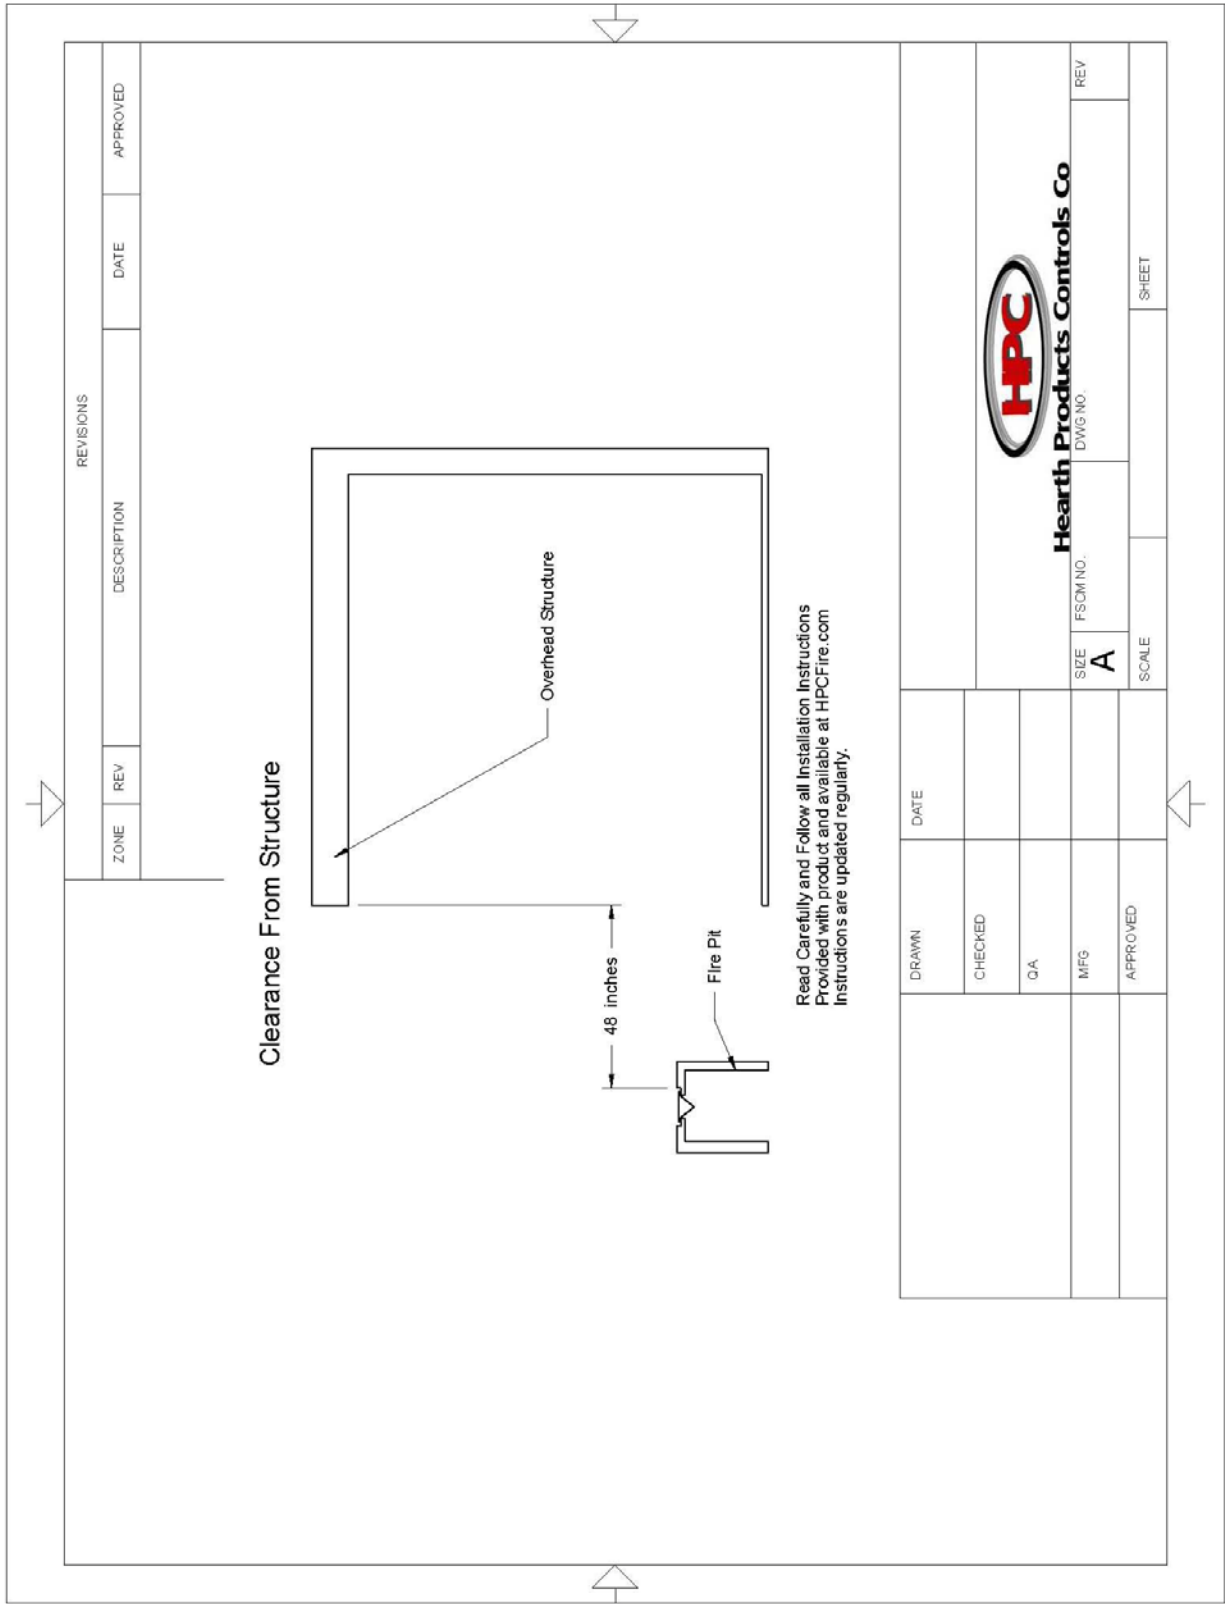 REVISIONS
ZONE REV DESCRIPTION DATE APPROVED
Clearance From Structure
Overhead Structure
48 inches
FIre Pit
Read Carefully and Follow all Installation Instructions
Provided with product and available at HPCFire.com
Instructions are updated regularly.
DRAWN DATE
CHECKED
QA
MFG
APPROVED
HPC
Hearth Products Controls Co
SIZE FSCM NO. DWG NO. REV
A
SCALE SHEET